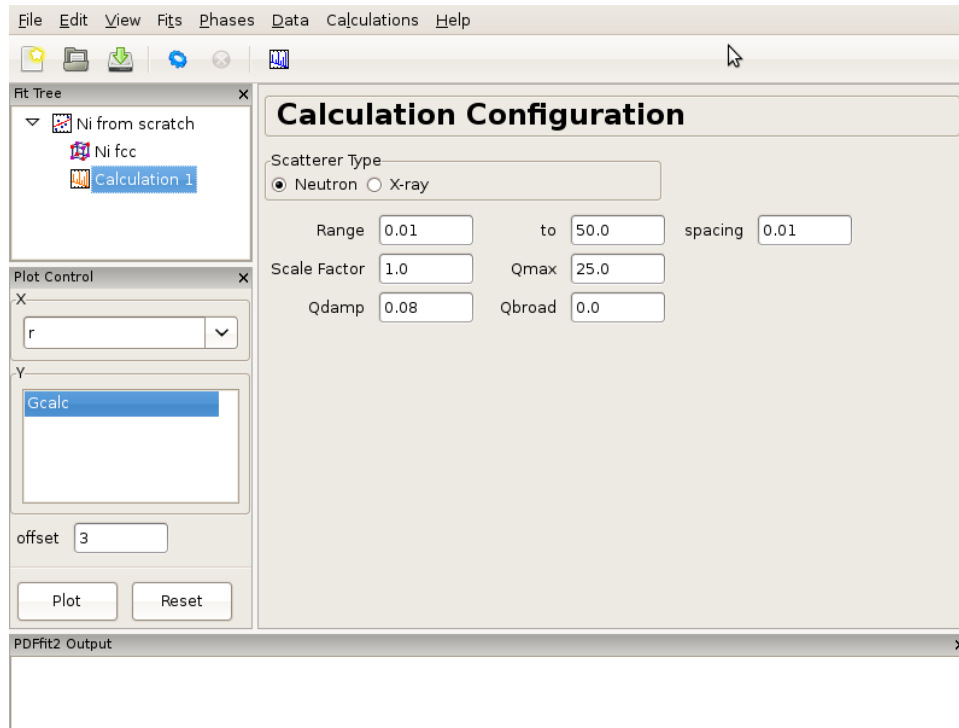 File Edit View Fits Phases Data Calculations Help
Fit Tree x
Ni from scratch
Ni fcc
Calculation 1
Plot Control x
X
r
Y
Gcalc
offset 3
Plot Reset
Calculation Configuration
Scatterer Type
Neutron X-ray
Range 0.01 to 50.0 spacing 0.01
Scale Factor 1.0 Qmax 25.0
Qdamp 0.08 Qbroad 0.0
PDFfit2 Output x